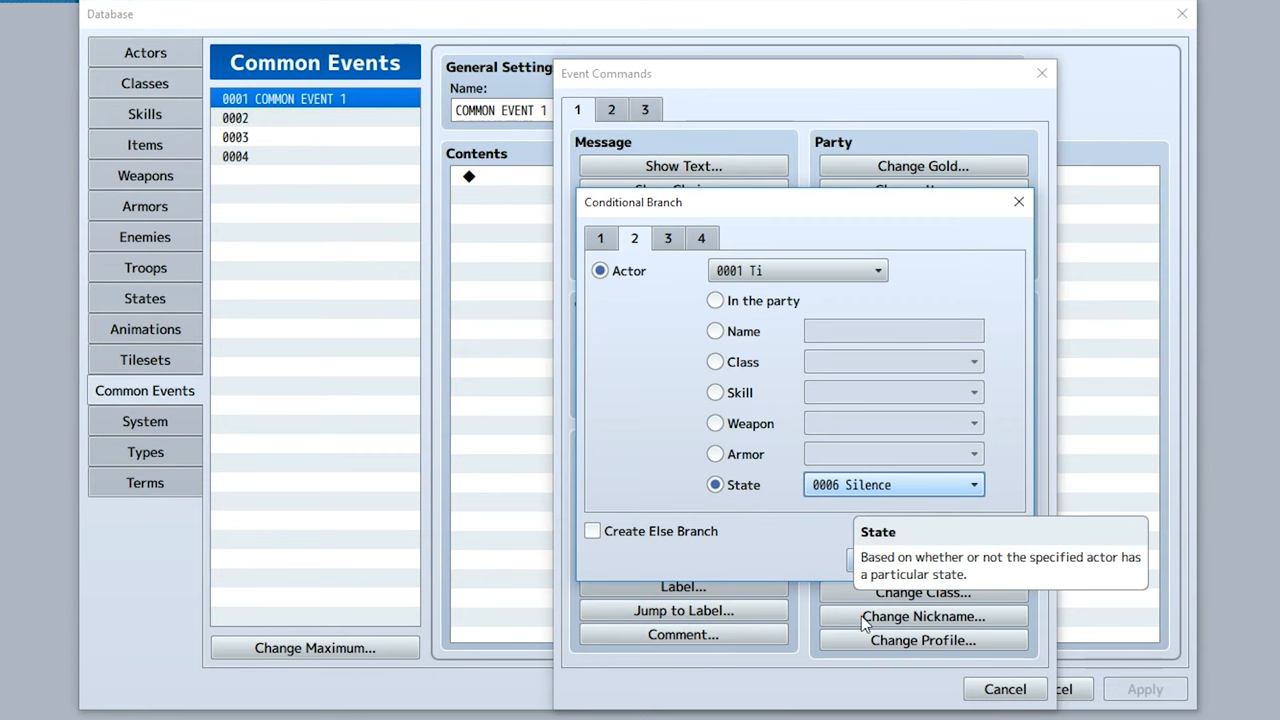 Database
Actors
Classes
Skills
Items
Weapons
Armors
Enemies
Troops
States
Animations
Tilesets
Common Events
System
Types
Terms
Common Events
0001 COMMON EVENT 1
0002
0003
0004
Change Maximum...
General Setting
Name:
COMMON EVENT 1
Contents
◆
Event Commands
1 2 3
Message
Show Text...
Party
Change Gold...
Conditional Branch
1 2 3 4
Actor 0001 Ti
In the party
Name
Class
Skill
Weapon
Armor
State 0006 Silence
Create Else Branch
State
Based on whether or not the specified actor has
a particular state.
Label...
Jump to Label...
Comment...
Change Class...
Change Nickname...
Change Profile...
Cancel
cel
Apply